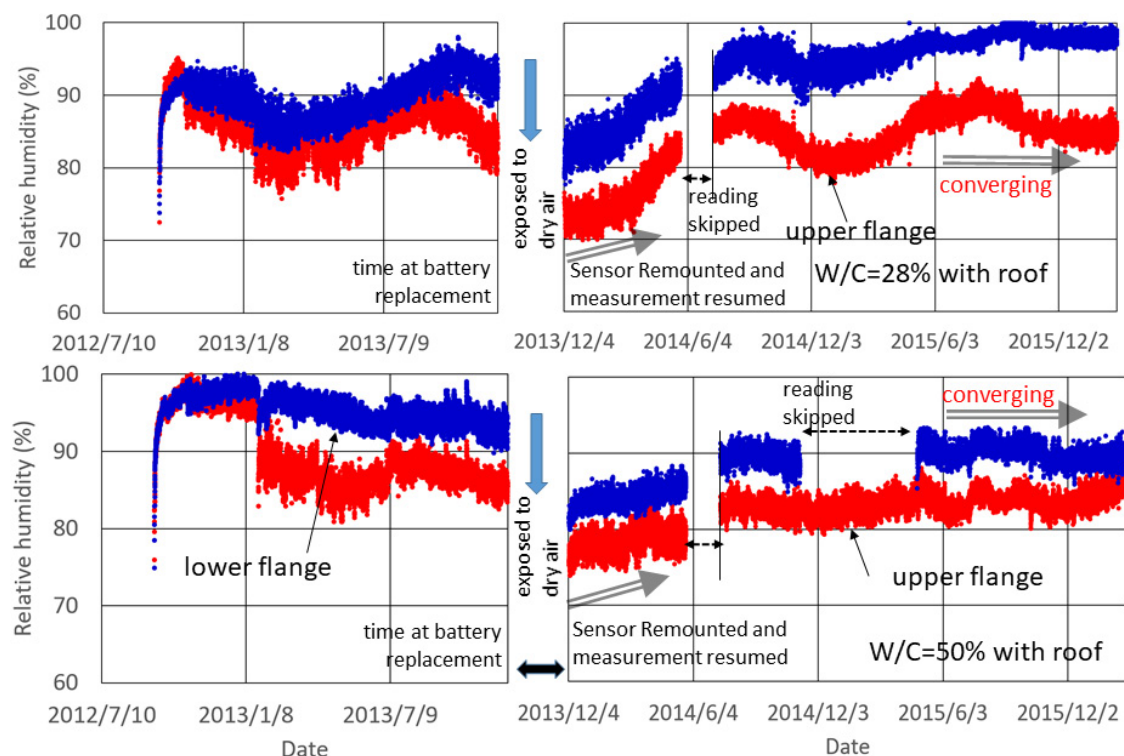 Relative humidity (%)
100
90
80
70
60
2012/7/10
2013/1/8
2013/7/9
time at battery
replacement
exposed to
dry air
Sensor Remounted and
measurement resumed
reading
skipped
upper flange
converging
W/C=28% with roof
2013/12/4
2014/6/4
2014/12/3
2015/6/3
2015/12/2
Relative humidity (%)
100
90
80
70
60
2012/7/10
2013/1/8
2013/7/9
Date
lower flange
time at battery
replacement
exposed to
dry air
Sensor Remounted and
measurement resumed
reading
skipped
converging
upper flange
W/C=50% with roof
2013/12/4
2014/6/4
2014/12/3
2015/6/3
2015/12/2
Date